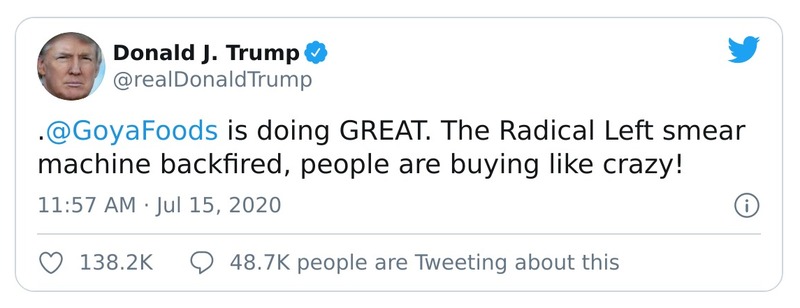 Donald J. Trump
@realDonaldTrump
.@GoyaFoods is doing GREAT. The Radical Left smear
machine backfired, people are buying like crazy!
11:57 AM · Jul 15, 2020
138.2K 48.7K people are Tweeting about this